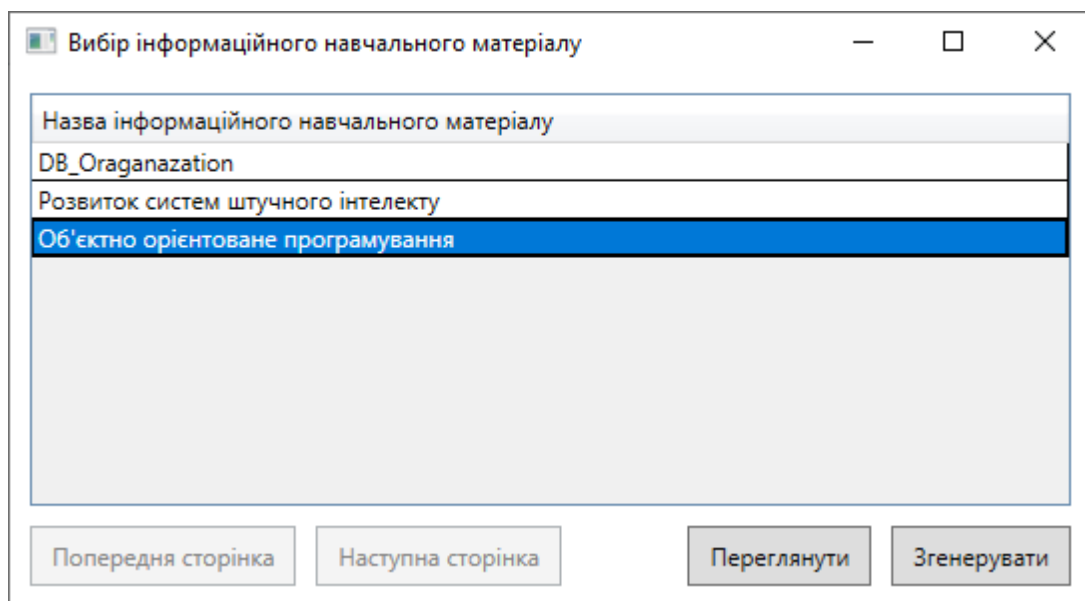 Вибір інформаційного навчального матеріалу
Назва інформаційного навчального матеріалу
DB_Oraganazation
Розвиток систем штучного інтелекту
Об'єктно орієнтоване програмування
Попередня сторінка Наступна сторінка Переглянути Згенерувати